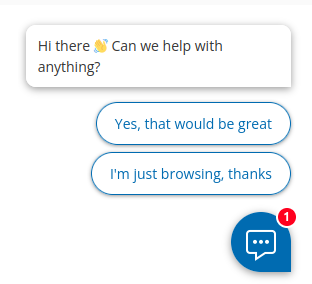 Hi there 👋 Can we help with
anything?
Yes, that would be great
I'm just browsing, thanks
1